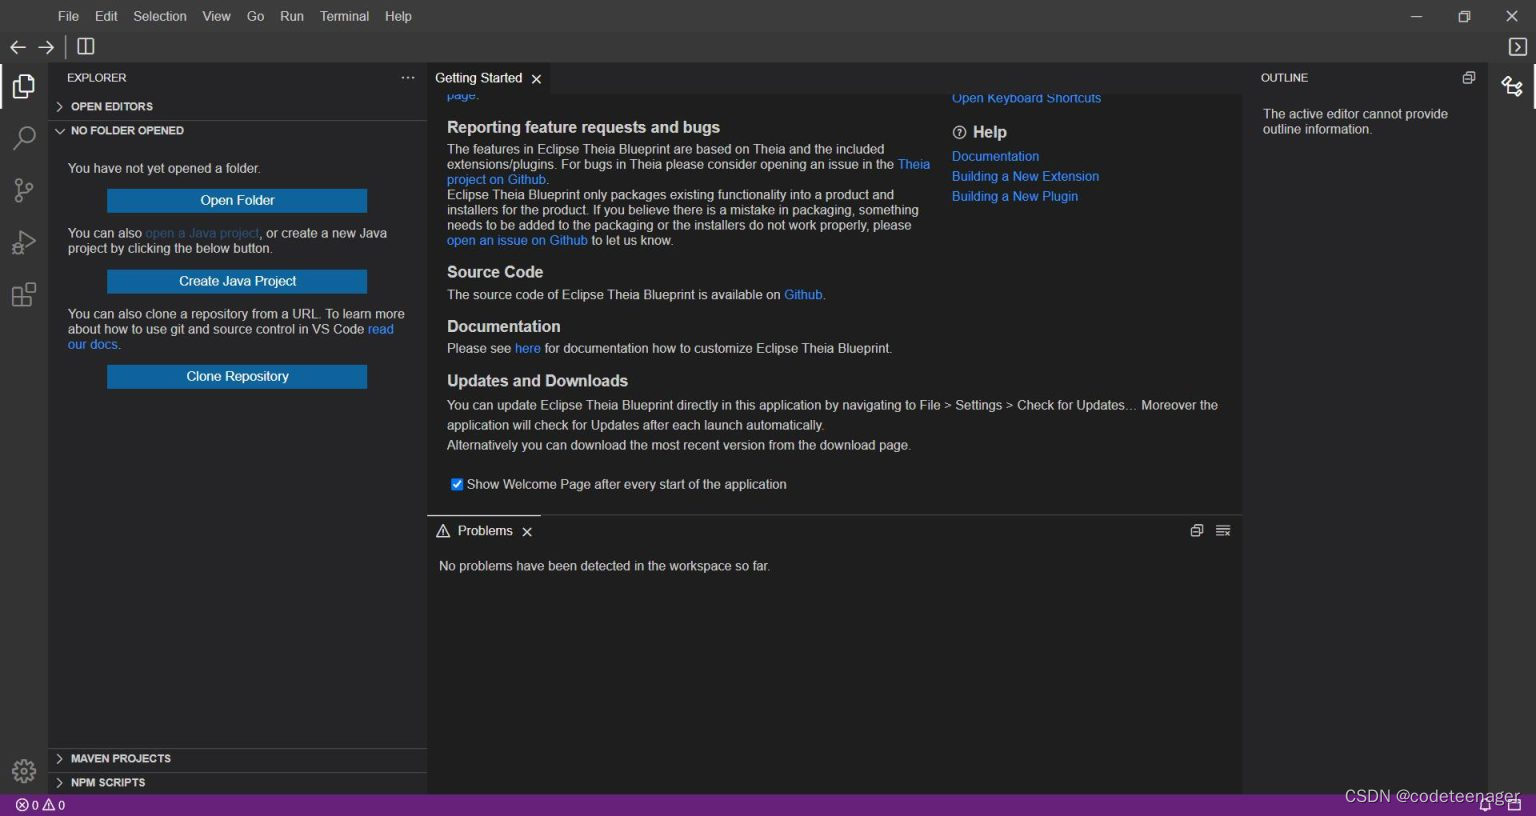 File Edit Selection View Go Run Terminal Help
EXPLORER
OPEN EDITORS
NO FOLDER OPENED
You have not yet opened a folder.
Open Folder
You can also open a Java project, or create a new Java
project by clicking the below button.
Create Java Project
You can also clone a repository from a URL. To learn more
about how to use git and source control in VS Code read
our docs.
Clone Repository
MAVEN PROJECTS
NPM SCRIPTS
Getting Started
page.
Reporting feature requests and bugs
The features in Eclipse Theia Blueprint are based on Theia and the included
extensions/plugins. For bugs in Theia please consider opening an issue in the Theia
project on Github.
Eclipse Theia Blueprint only packages existing functionality into a product and
installers for the product. If you believe there is a mistake in packaging, something
needs to be added to the packaging or the installers do not work properly, please
open an issue on Github to let us know.
Source Code
The source code of Eclipse Theia Blueprint is available on Github.
Documentation
Please see here for documentation how to customize Eclipse Theia Blueprint.
Updates and Downloads
You can update Eclipse Theia Blueprint directly in this application by navigating to File > Settings > Check for Updates… Moreover the
application will check for Updates after each launch automatically.
Alternatively you can download the most recent version from the download page.
Show Welcome Page after every start of the application
Open Keyboard Shortcuts
Help
Documentation
Building a New Extension
Building a New Plugin
Problems
No problems have been detected in the workspace so far.
OUTLINE
The active editor cannot provide
outline information.
0 0
CSDN @codeteenager